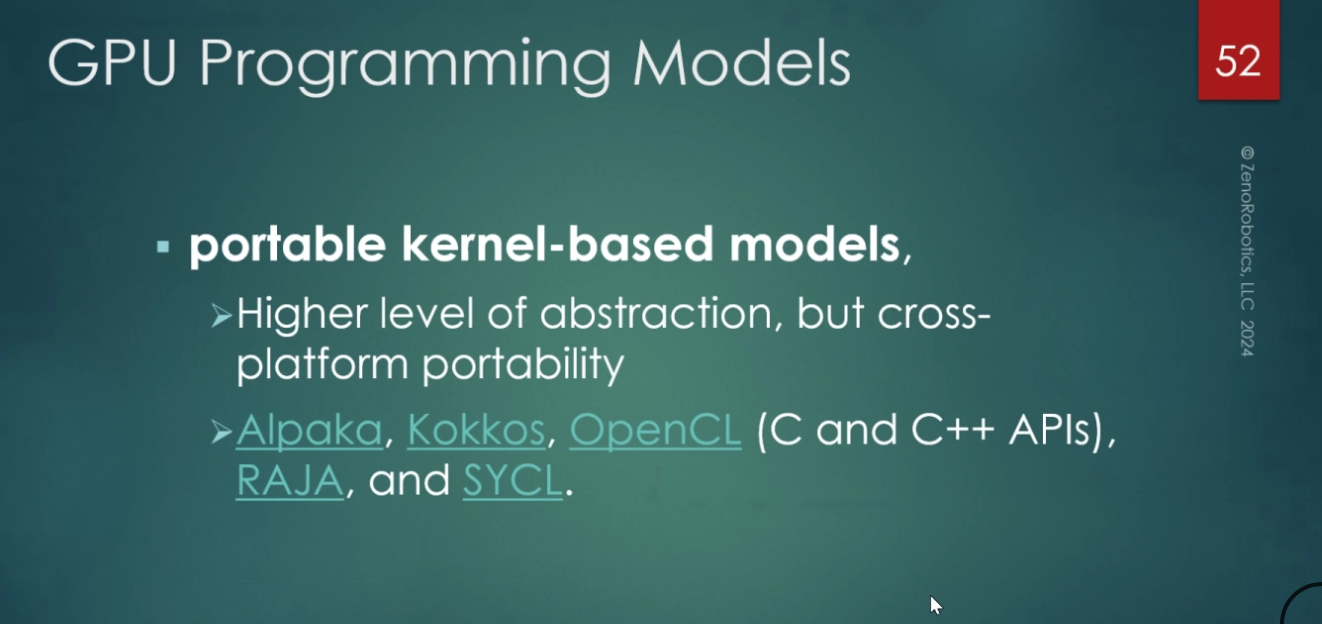 GPU Programming Models
52
© ZenoRobotics, LLC 2024
▪ portable kernel-based models,
➢Higher level of abstraction, but cross-
platform portability
➢Alpaka, Kokkos, OpenCL (C and C++ APIs),
RAJA, and SYCL.